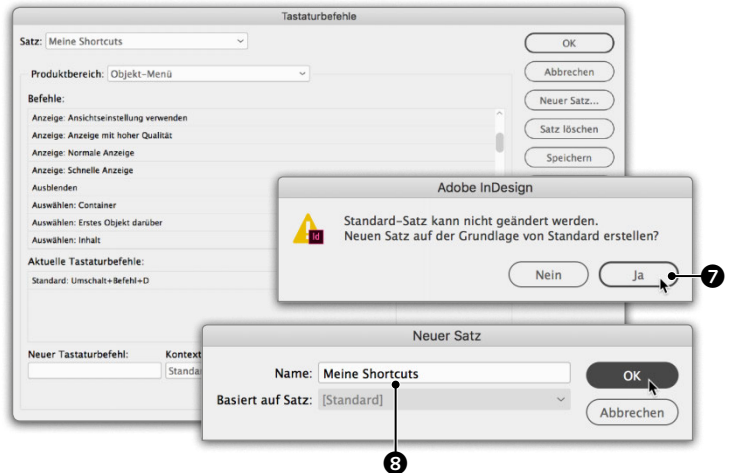 Tastaturbefehle
Satz: Meine Shortcuts
OK
Produktbereich: Objekt-Menü
Abbrechen
Befehle:
Neuer Satz...
Anzeige: Ansichtseinstellung verwenden
Anzeige: Anzeige mit hoher Qualität
Satz löschen
Anzeige: Normale Anzeige
Speichern
Anzeige: Schnelle Anzeige
Ausblenden
Auswählen: Container
Auswählen: Erstes Objekt darüber
Auswählen: Inhalt
Aktuelle Tastaturbefehle:
Standard: Umschalt+Befehl+D
Neuer Tastaturbefehl:
Kontext
Standa
Adobe InDesign
Id
Standard-Satz kann nicht geändert werden.
Neuen Satz auf der Grundlage von Standard erstellen?
Nein
Ja
7
Neuer Satz
Name: Meine Shortcuts
OK
Basiert auf Satz: [Standard]
Abbrechen
8